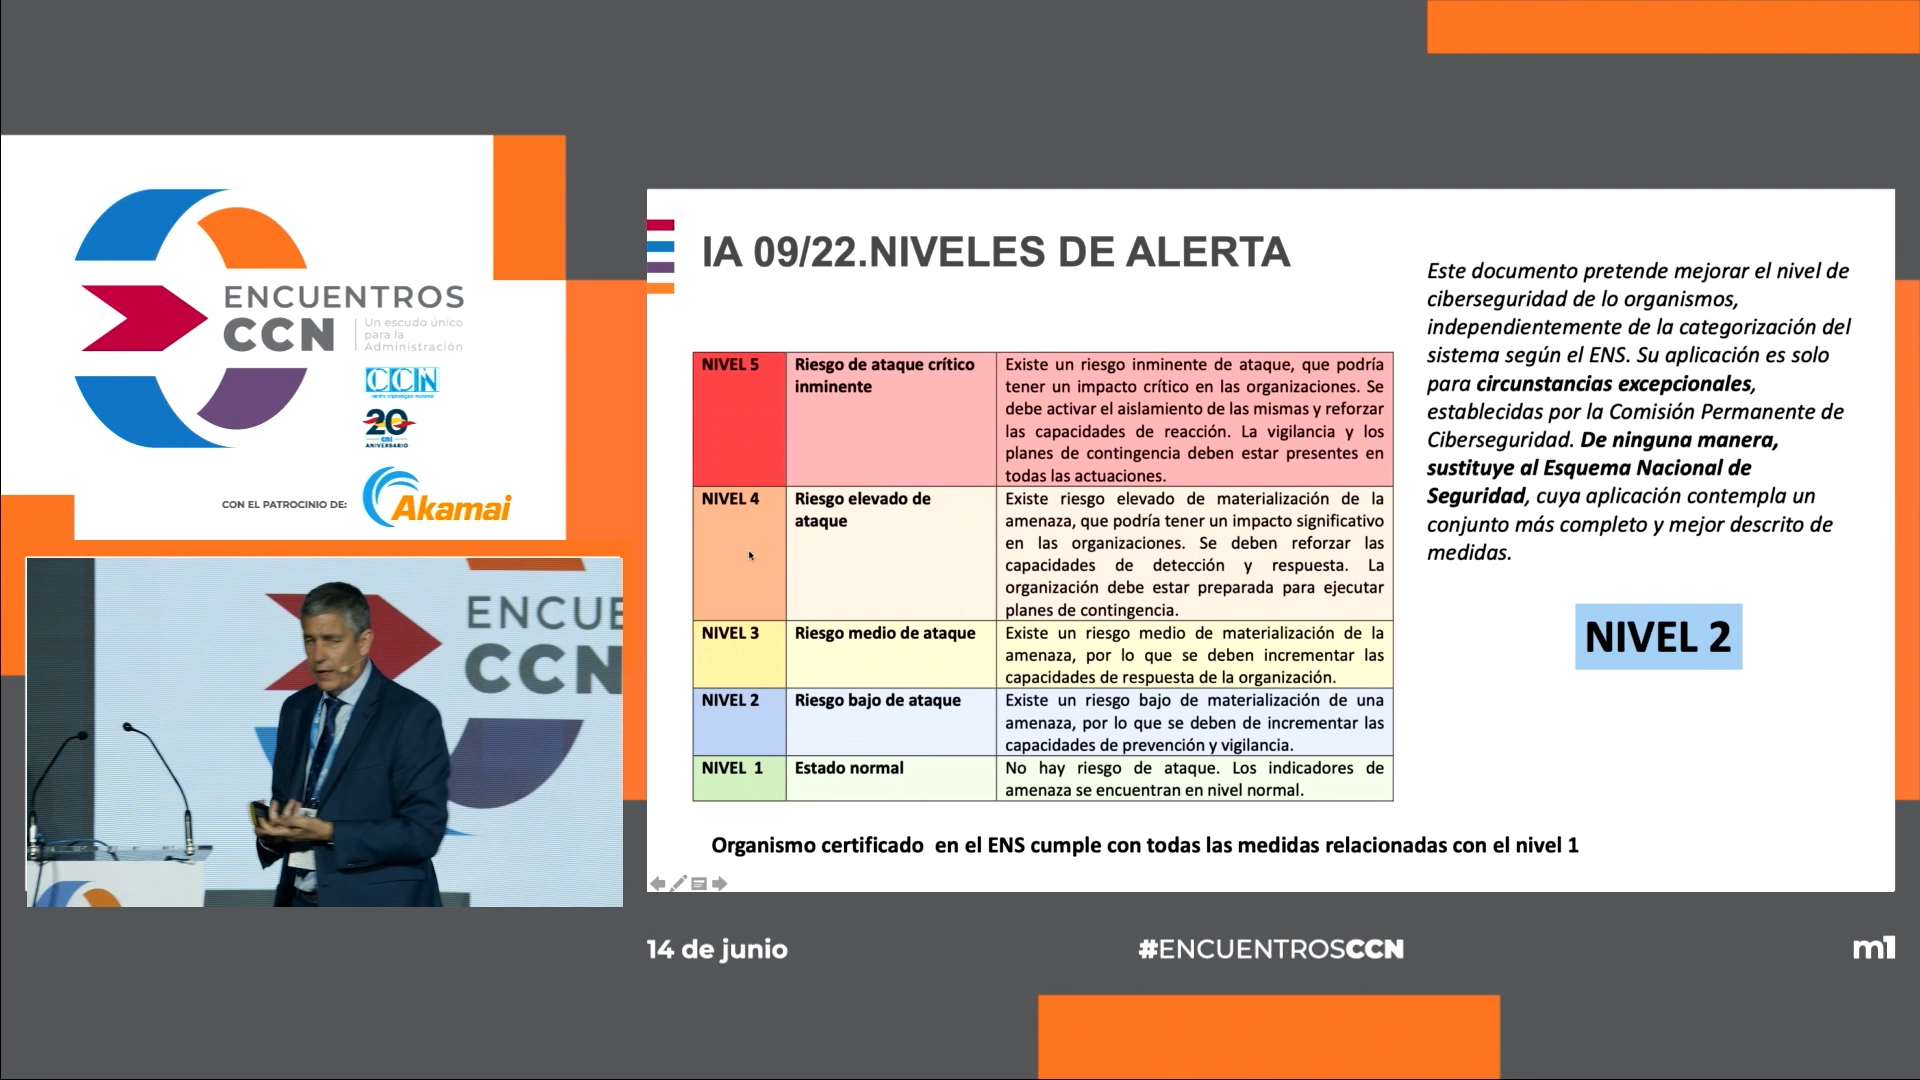 ENCUENTROS
CCN
Un escudo único
para la
Administración
CCN
centro criptológico nacional
20
cni
ANIVERSARIO
CON EL PATROCINIO DE:
Akamai
ENCUE
CCN
IA 09/22.NIVELES DE ALERTA
NIVEL 5
Riesgo de ataque crítico
inminente
Existe un riesgo inminente de ataque, que podría
tener un impacto crítico en las organizaciones. Se
debe activar el aislamiento de las mismas y reforzar
las capacidades de reacción. La vigilancia y los
planes de contingencia deben estar presentes en
todas las actuaciones.
NIVEL 4
Riesgo elevado de
ataque
Existe riesgo elevado de materialización de la
amenaza, que podría tener un impacto significativo
en las organizaciones. Se deben reforzar las
capacidades de detección y respuesta. La
organización debe estar preparada para ejecutar
planes de contingencia.
NIVEL 3
Riesgo medio de ataque
Existe un riesgo medio de materialización de la
amenaza, por lo que se deben incrementar las
capacidades de respuesta de la organización.
NIVEL 2
Riesgo bajo de ataque
Existe un riesgo bajo de materialización de una
amenaza, por lo que se deben de incrementar las
capacidades de prevención y vigilancia.
NIVEL 1
Estado normal
No hay riesgo de ataque. Los indicadores de
amenaza se encuentran en nivel normal.
Organismo certificado en el ENS cumple con todas las medidas relacionadas con el nivel 1
Este documento pretende mejorar el nivel de
ciberseguridad de lo organismos,
independientemente de la categorización del
sistema según el ENS. Su aplicación es solo
para circunstancias excepcionales,
establecidas por la Comisión Permanente de
Ciberseguridad. De ninguna manera,
sustituye al Esquema Nacional de
Seguridad, cuya aplicación contempla un
conjunto más completo y mejor descrito de
medidas.
NIVEL 2
14 de junio
#ENCUENTROSCCN
m1